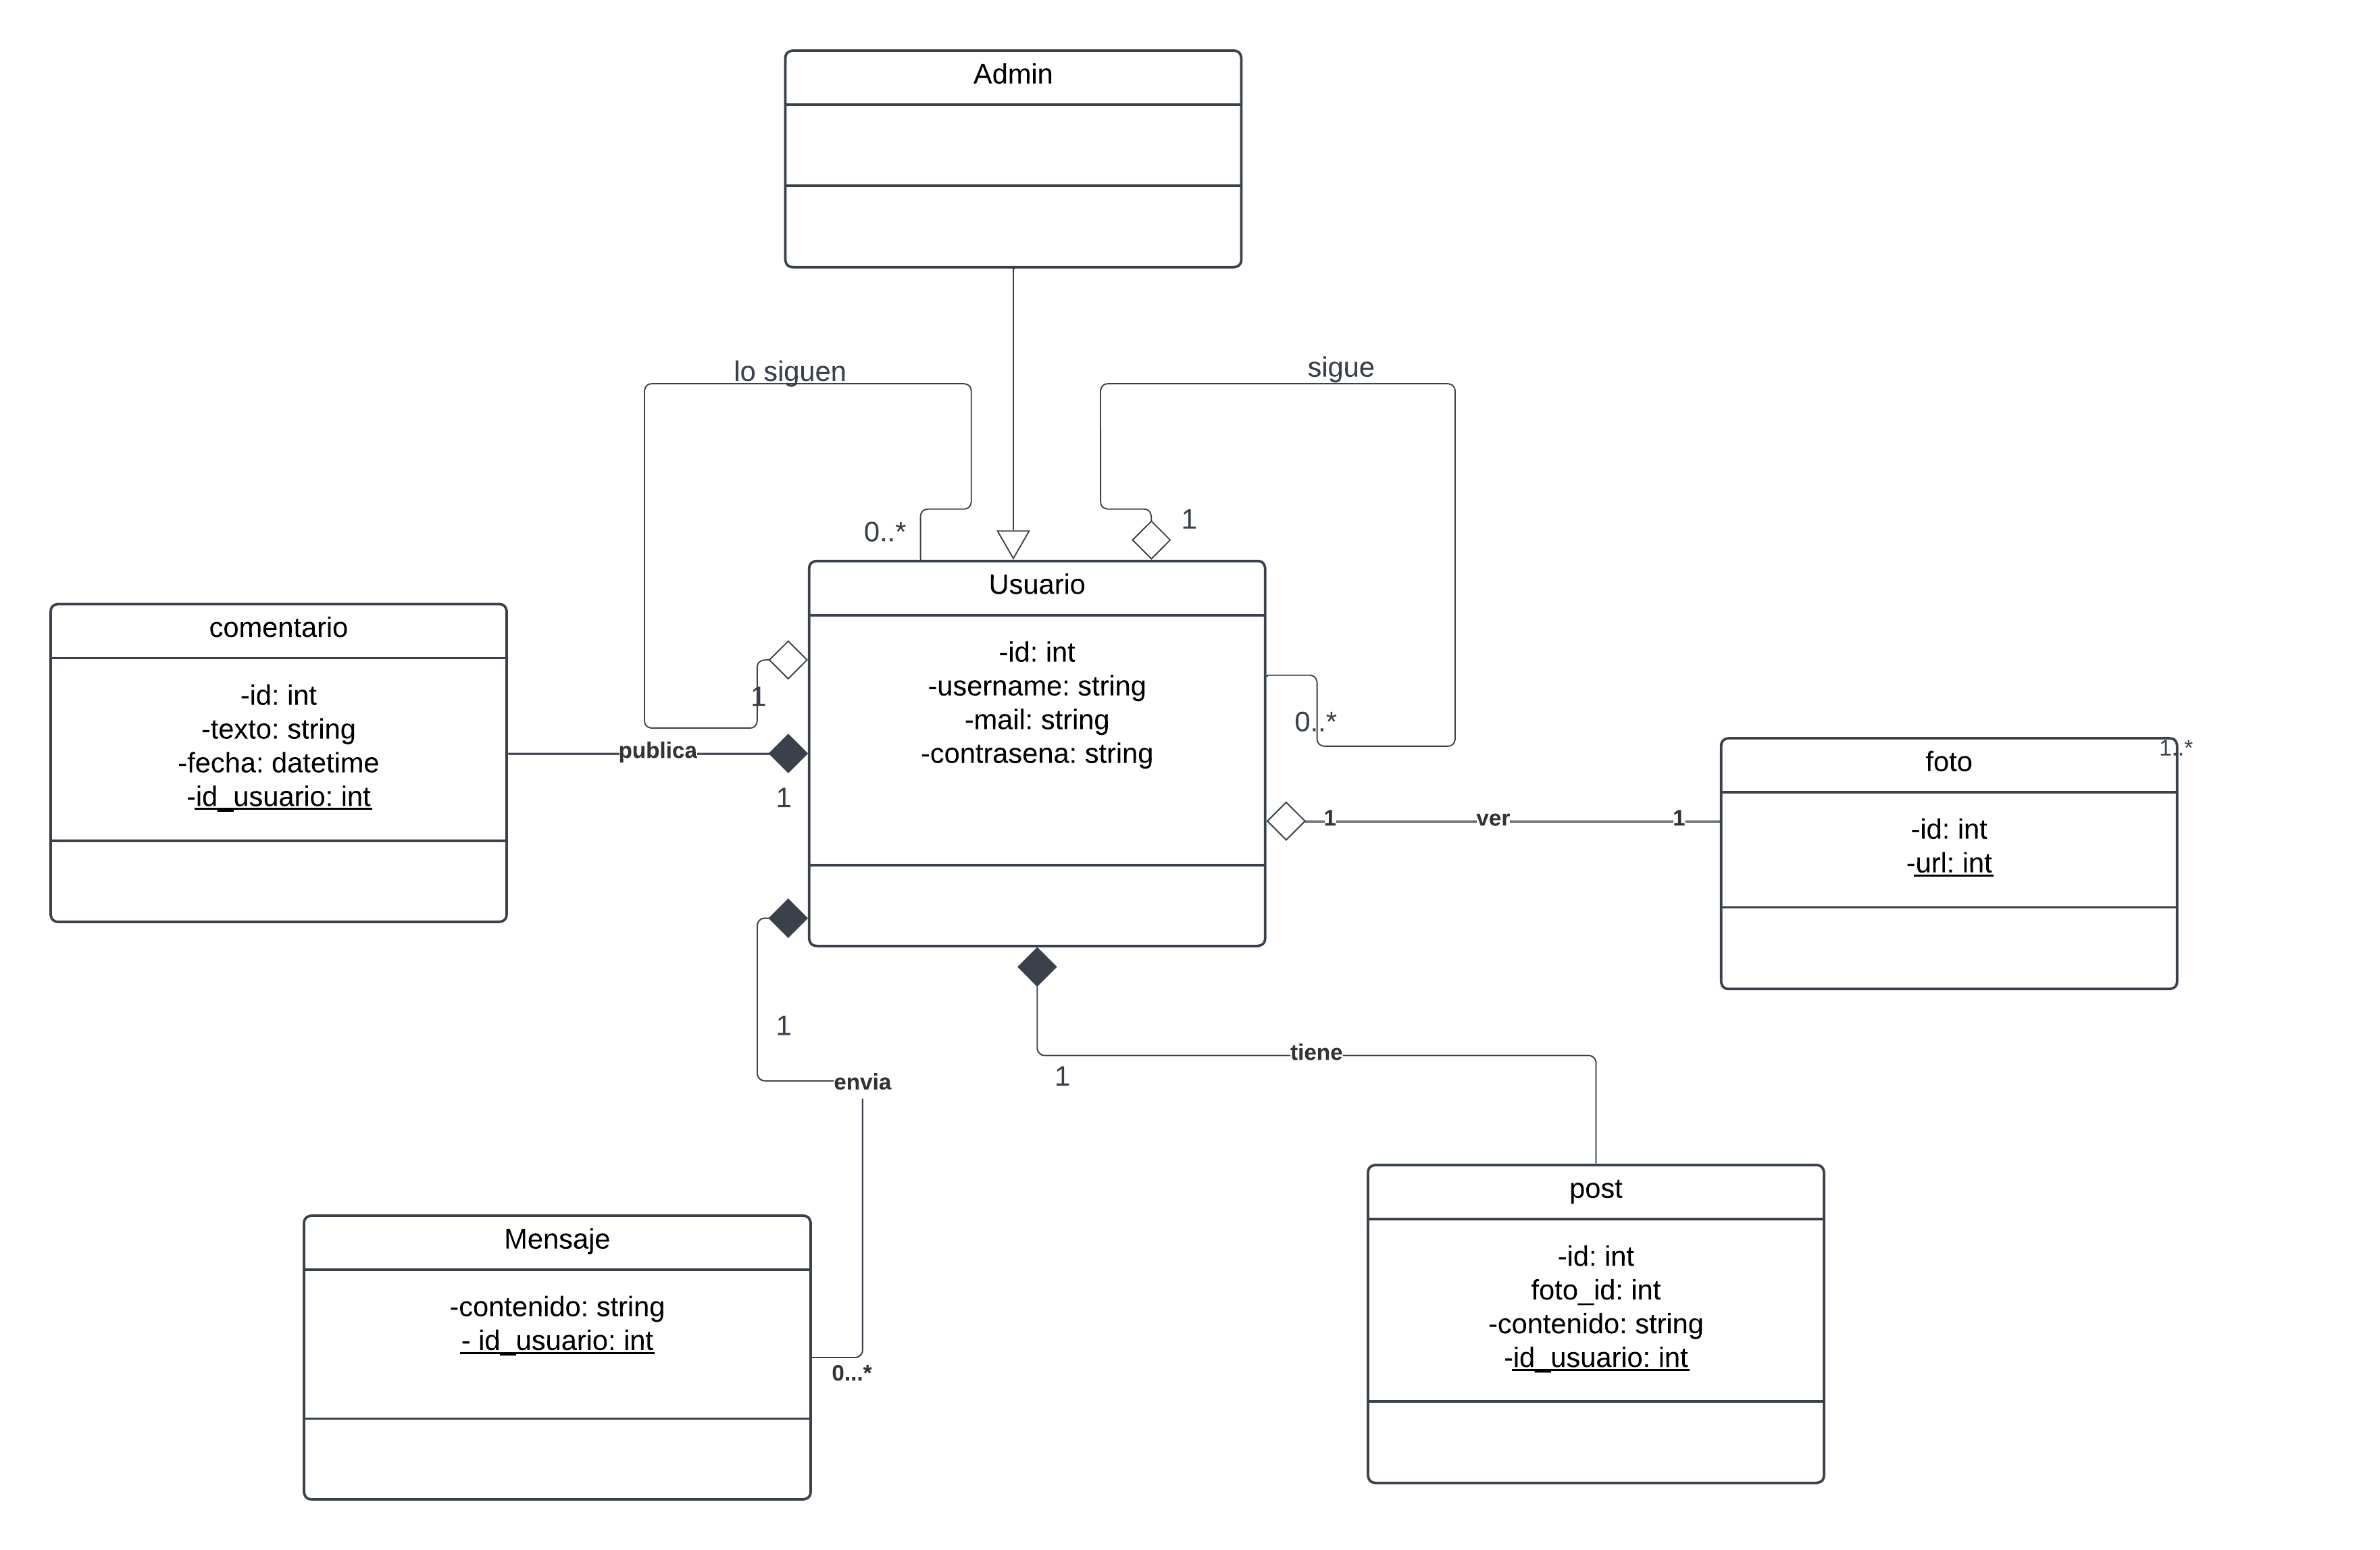 Admin
lo siguen
sigue
0..*
1
Usuario
-id: int
-username: string
-mail: string
-contrasena: string
1
0..*
comentario
-id: int
-texto: string
-fecha: datetime
-id_usuario: int
publica
1
1
ver
1
foto
1..*
-id: int
-url: int
1
envia
tiene
1
Mensaje
-contenido: string
- id_usuario: int
0...*
post
-id: int
foto_id: int
-contenido: string
-id_usuario: int